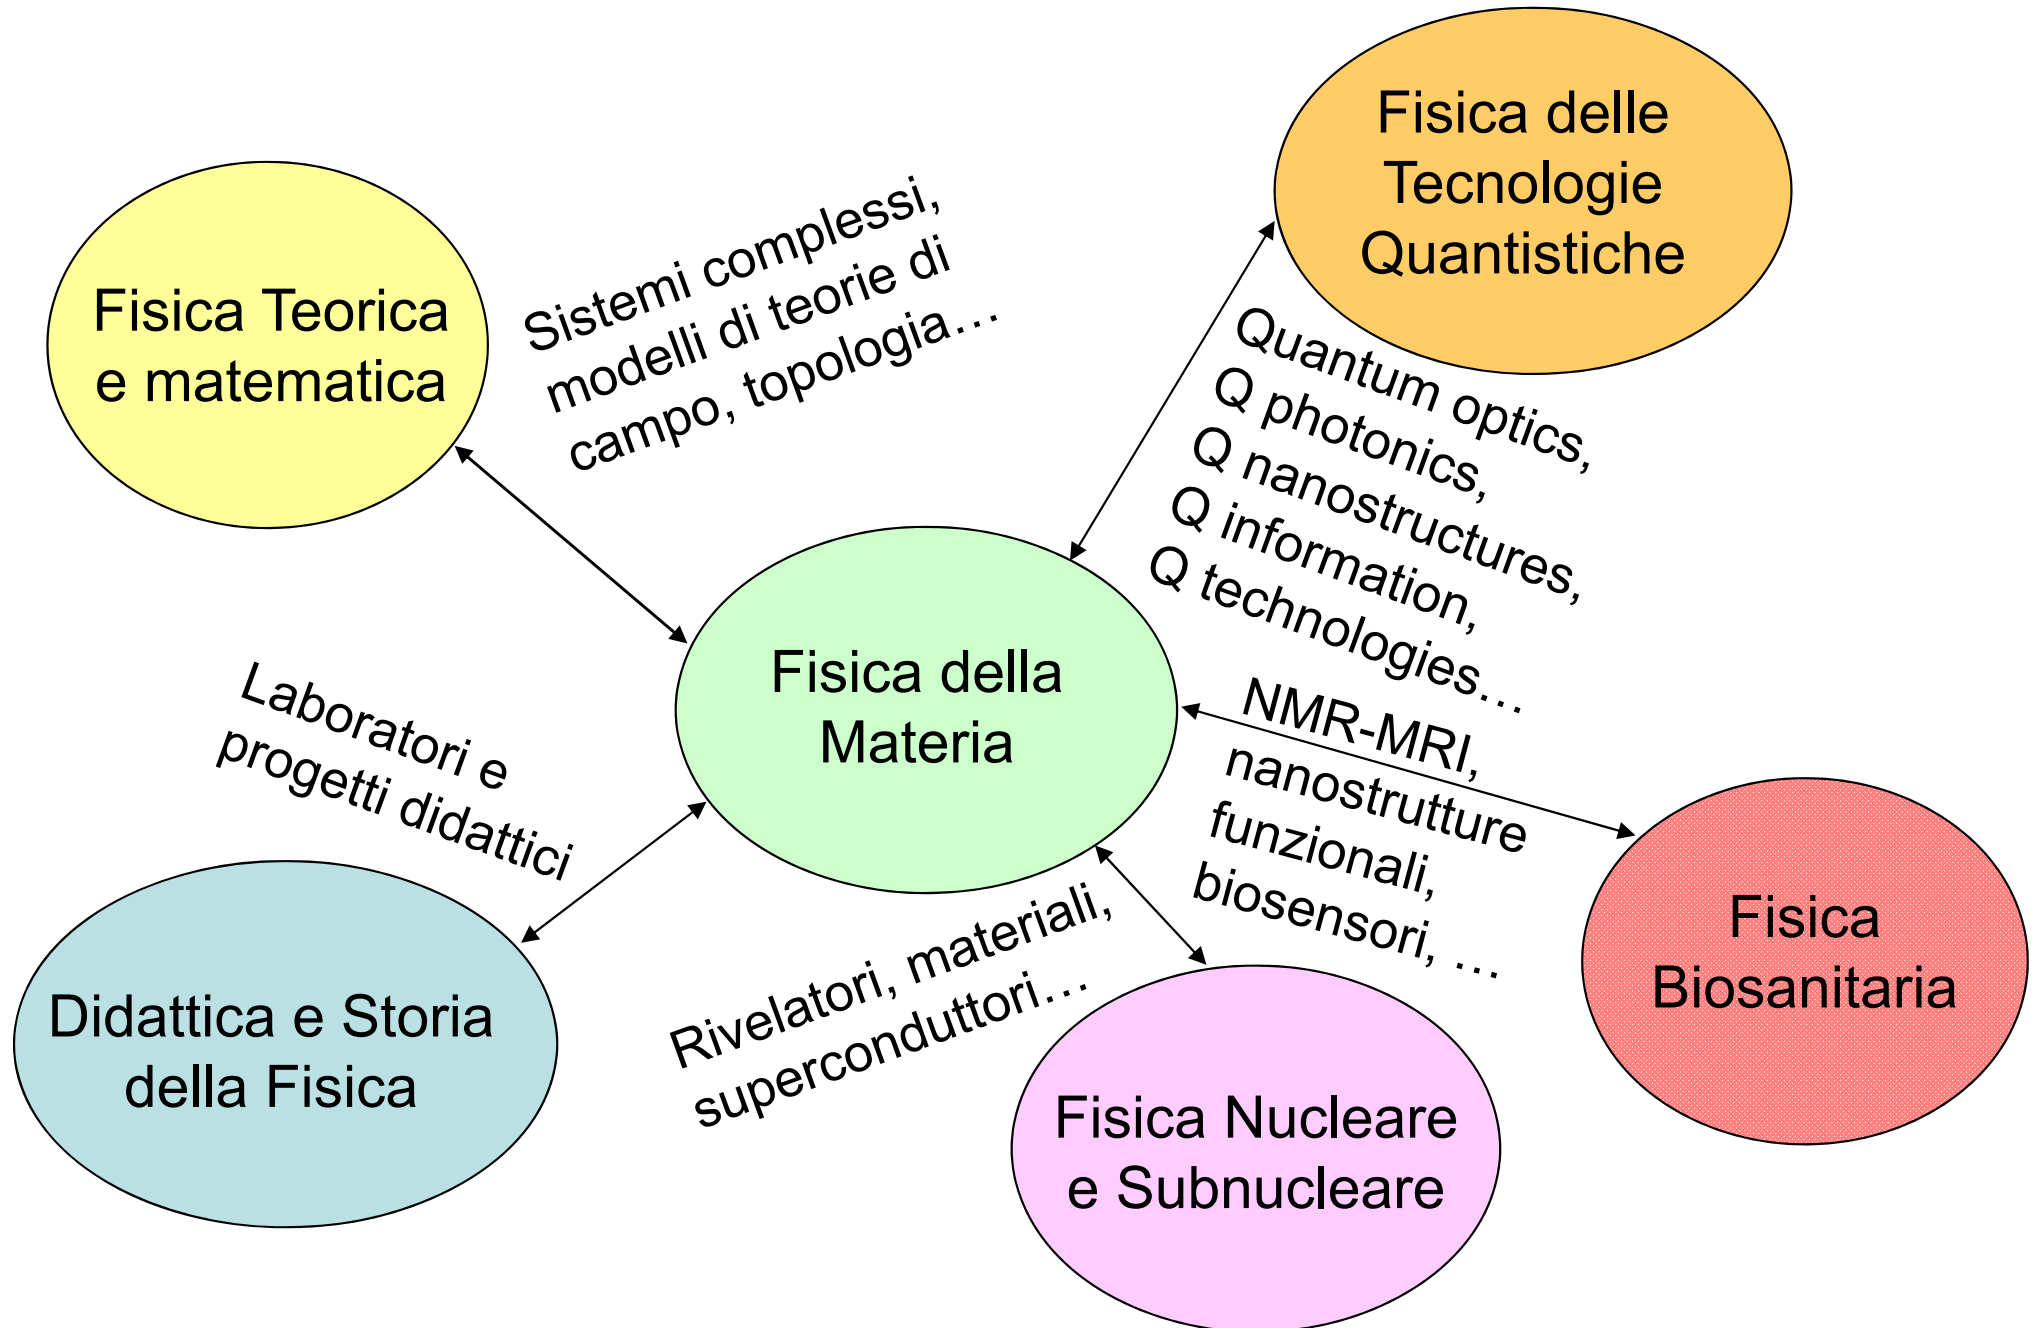 Fisica delle
Tecnologie
Quantistiche
Fisica Teorica
e matematica
Sistemi complessi,
modelli di teorie di
campo, topologia…
Quantum optics,
Q photonics,
Q nanostructures,
Q information,
Q technologies…
Fisica della
Materia
Laboratori e
progetti didattici
NMR-MRI,
nanostrutture
funzionali,
biosensori, …
Rivelatori, materiali,
superconduttori…
Fisica
Biosanitaria
Didattica e Storia
della Fisica
Fisica Nucleare
e Subnucleare